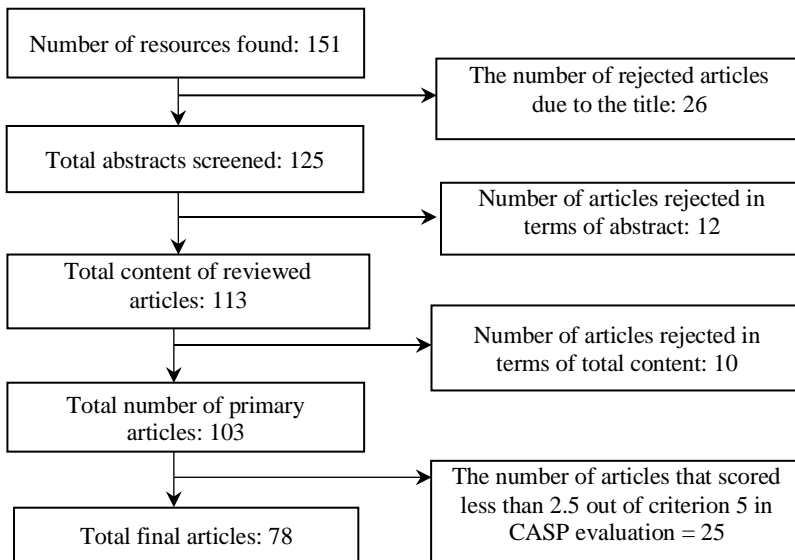 Number of resources found: 151
The number of rejected articles
due to the title: 26
Total abstracts screened: 125
Number of articles rejected in
terms of abstract: 12
Total content of reviewed
articles: 113
Number of articles rejected in
terms of total content: 10
Total number of primary
articles: 103
The number of articles that scored
less than 2.5 out of criterion 5 in
CASP evaluation = 25
Total final articles: 78